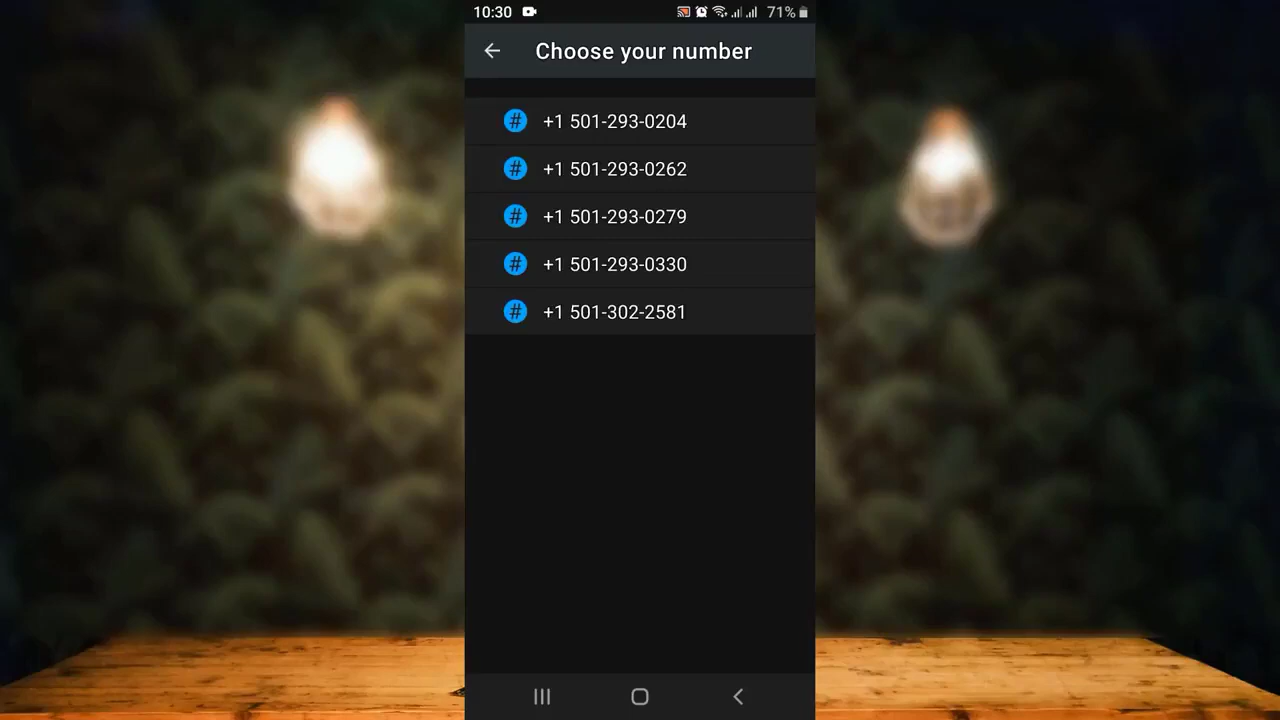 10:30 71%
Choose your number
# +1 501-293-0204
# +1 501-293-0262
# +1 501-293-0279
# +1 501-293-0330
# +1 501-302-2581